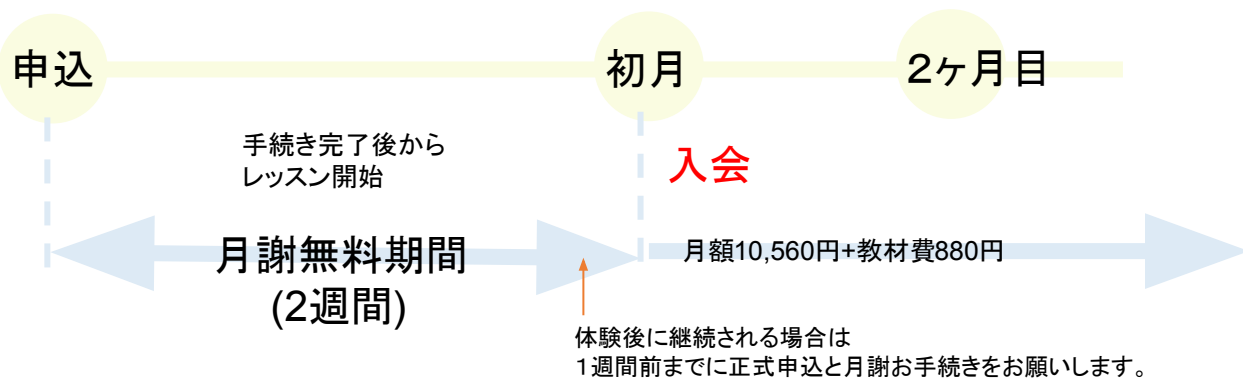 申込
初月
２ヶ月目
手続き完了後から
レッスン開始
入会
月謝無料期間
(2週間)
月額10,560円+教材費880円
体験後に継続される場合は
１週間前までに正式申込と月謝お手続きをお願いします。